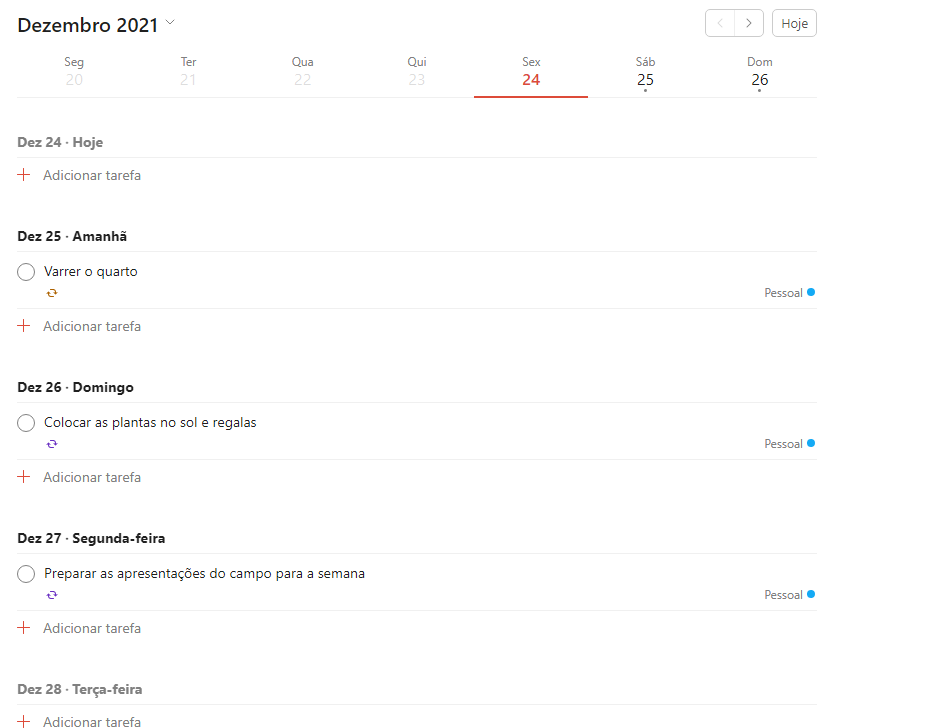 Dezembro 2021
Hoje
Seg Ter Qua Qui Sex Sáb Dom
20 21 22 23 24 25 26
Dez 24 · Hoje
Adicionar tarefa
Dez 25 · Amanhã
Varrer o quarto
Pessoal
Adicionar tarefa
Dez 26 · Domingo
Colocar as plantas no sol e regalas
Pessoal
Adicionar tarefa
Dez 27 · Segunda-feira
Preparar as apresentações do campo para a semana
Pessoal
Adicionar tarefa
Dez 28 · Terça-feira
Adicionar tarefa